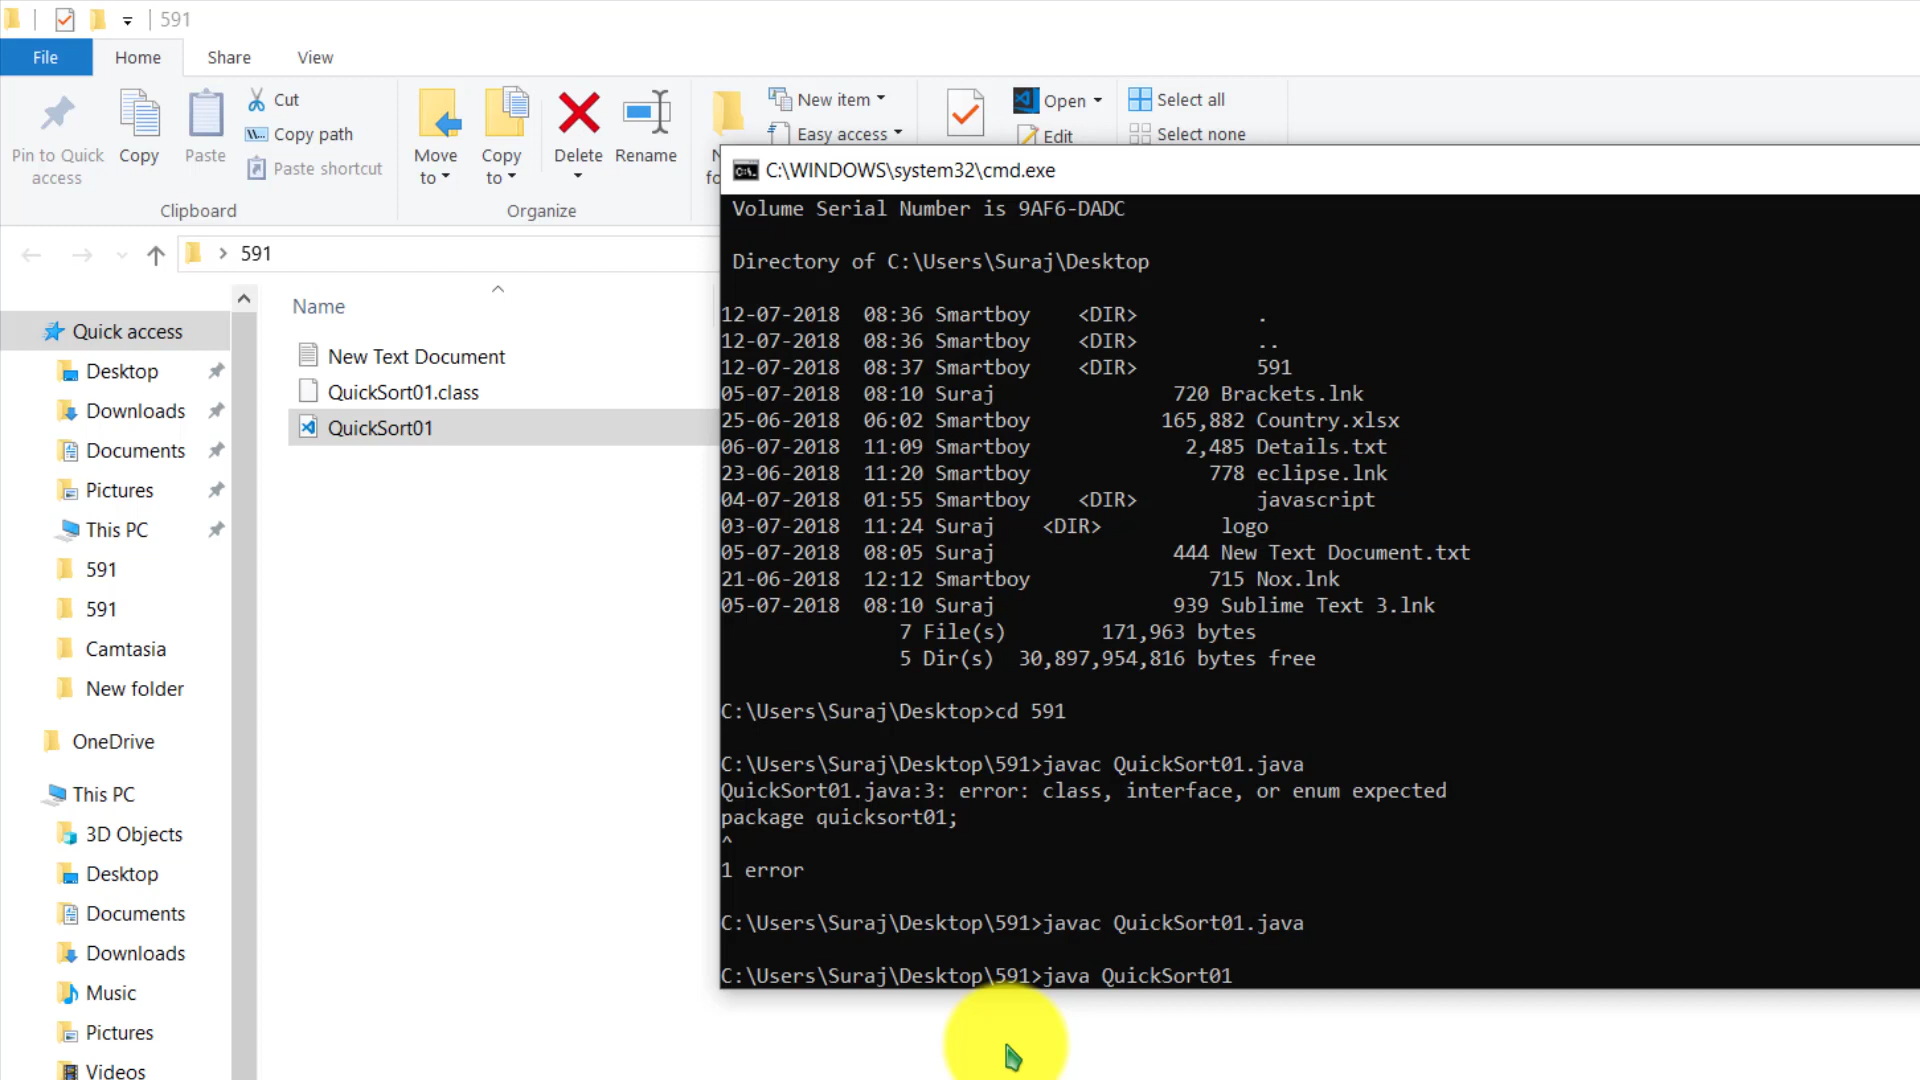 591
File
Home
Share
View
Pin to Quick access
Copy
Paste
Cut
Copy path
Paste shortcut
Clipboard
Move to
Copy to
Delete
Rename
Organize
New item
Easy access
Open
Edit
Select all
Select none
591
Name
New Text Document
QuickSort01.class
QuickSort01
Quick access
Desktop
Downloads
Documents
Pictures
This PC
591
591
Camtasia
New folder
OneDrive
This PC
3D Objects
Desktop
Documents
Downloads
Music
Pictures
Videos
C:\WINDOWS\system32\cmd.exe
Volume Serial Number is 9AF6-DADC
Directory of C:\Users\Suraj\Desktop
12-07-2018  08:36 Smartboy    <DIR>          .
12-07-2018  08:36 Smartboy    <DIR>          ..
12-07-2018  08:37 Smartboy    <DIR>          591
05-07-2018  08:10 Suraj               720 Brackets.lnk
25-06-2018  06:02 Smartboy           165,882 Country.xlsx
06-07-2018  11:09 Smartboy             2,485 Details.txt
23-06-2018  11:20 Smartboy               778 eclipse.lnk
04-07-2018  01:55 Smartboy    <DIR>          javascript
03-07-2018  11:24 Suraj    <DIR>          logo
05-07-2018  08:05 Suraj               444 New Text Document.txt
21-06-2018  12:12 Smartboy               715 Nox.lnk
05-07-2018  08:10 Suraj               939 Sublime Text 3.lnk
7 File(s)        171,963 bytes
5 Dir(s)  30,897,954,816 bytes free
C:\Users\Suraj\Desktop>cd 591
C:\Users\Suraj\Desktop\591>javac QuickSort01.java
QuickSort01.java:3: error: class, interface, or enum expected
package quicksort01;
^
1 error
C:\Users\Suraj\Desktop\591>javac QuickSort01.java
C:\Users\Suraj\Desktop\591>java QuickSort01